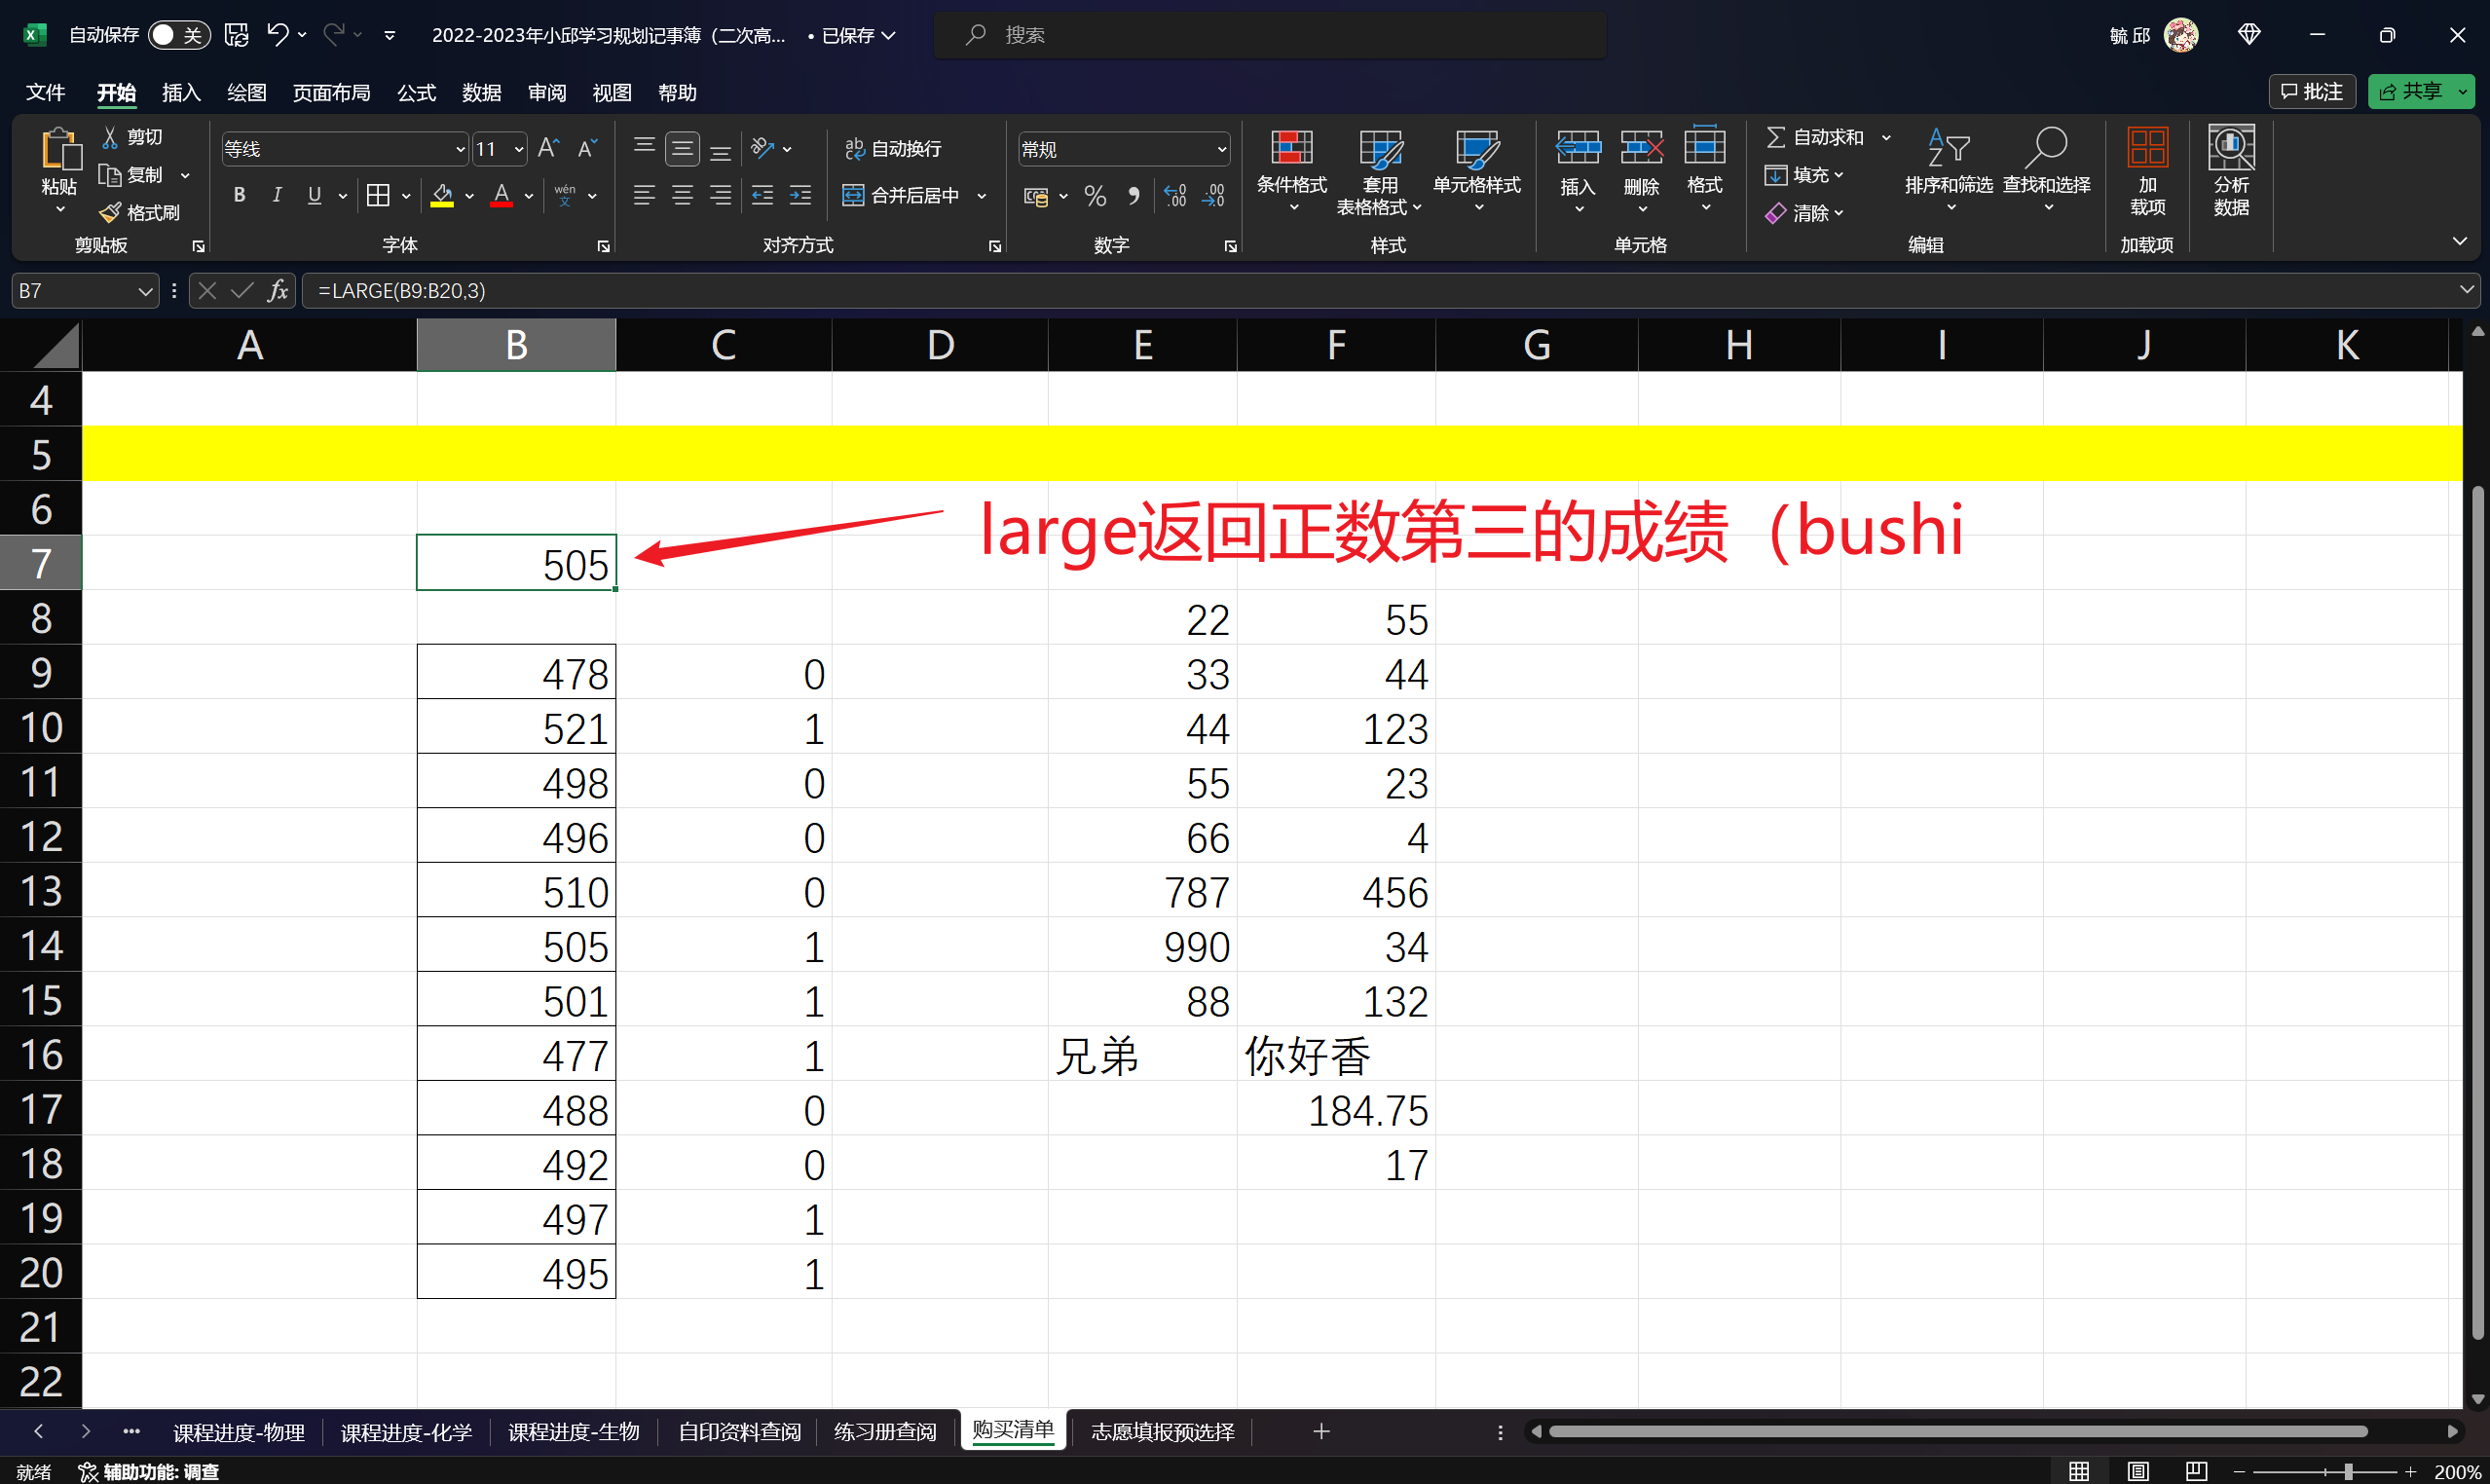 自动保存 关 2022-2023年小邱学习规划记事簿（二次高... • 已保存 搜索 毓 邱
文件 开始 插入 绘图 页面布局 公式 数据 审阅 视图 帮助 批注 共享
粘贴 剪切 复制 格式刷 剪贴板
等线 11 A A B I U A wén 文 字体
ab 自动换行 合并后居中 对齐方式
常规 % 数字
条件格式 套用 表格格式 单元格样式 样式
插入 删除 格式 单元格
自动求和 填充 清除 排序和筛选 查找和选择 编辑
加 载项 加载项
分析 数据
B7 fx =LARGE(B9:B20,3)
A B C D E F G H I J K
4
5
6
large返回正数第三的成绩（bushi
7 505
8 22 55
9 478 0 33 44
10 521 1 44 123
11 498 0 55 23
12 496 0 66 4
13 510 0 787 456
14 505 1 990 34
15 501 1 88 132
16 477 1 兄弟 你好香
17 488 0 184.75
18 492 0 17
19 497 1
20 495 1
21
22
课程进度-物理 课程进度-化学 课程进度-生物 自印资料查阅 练习册查阅 购买清单 志愿填报预选择
就绪 辅助功能: 调查 200%